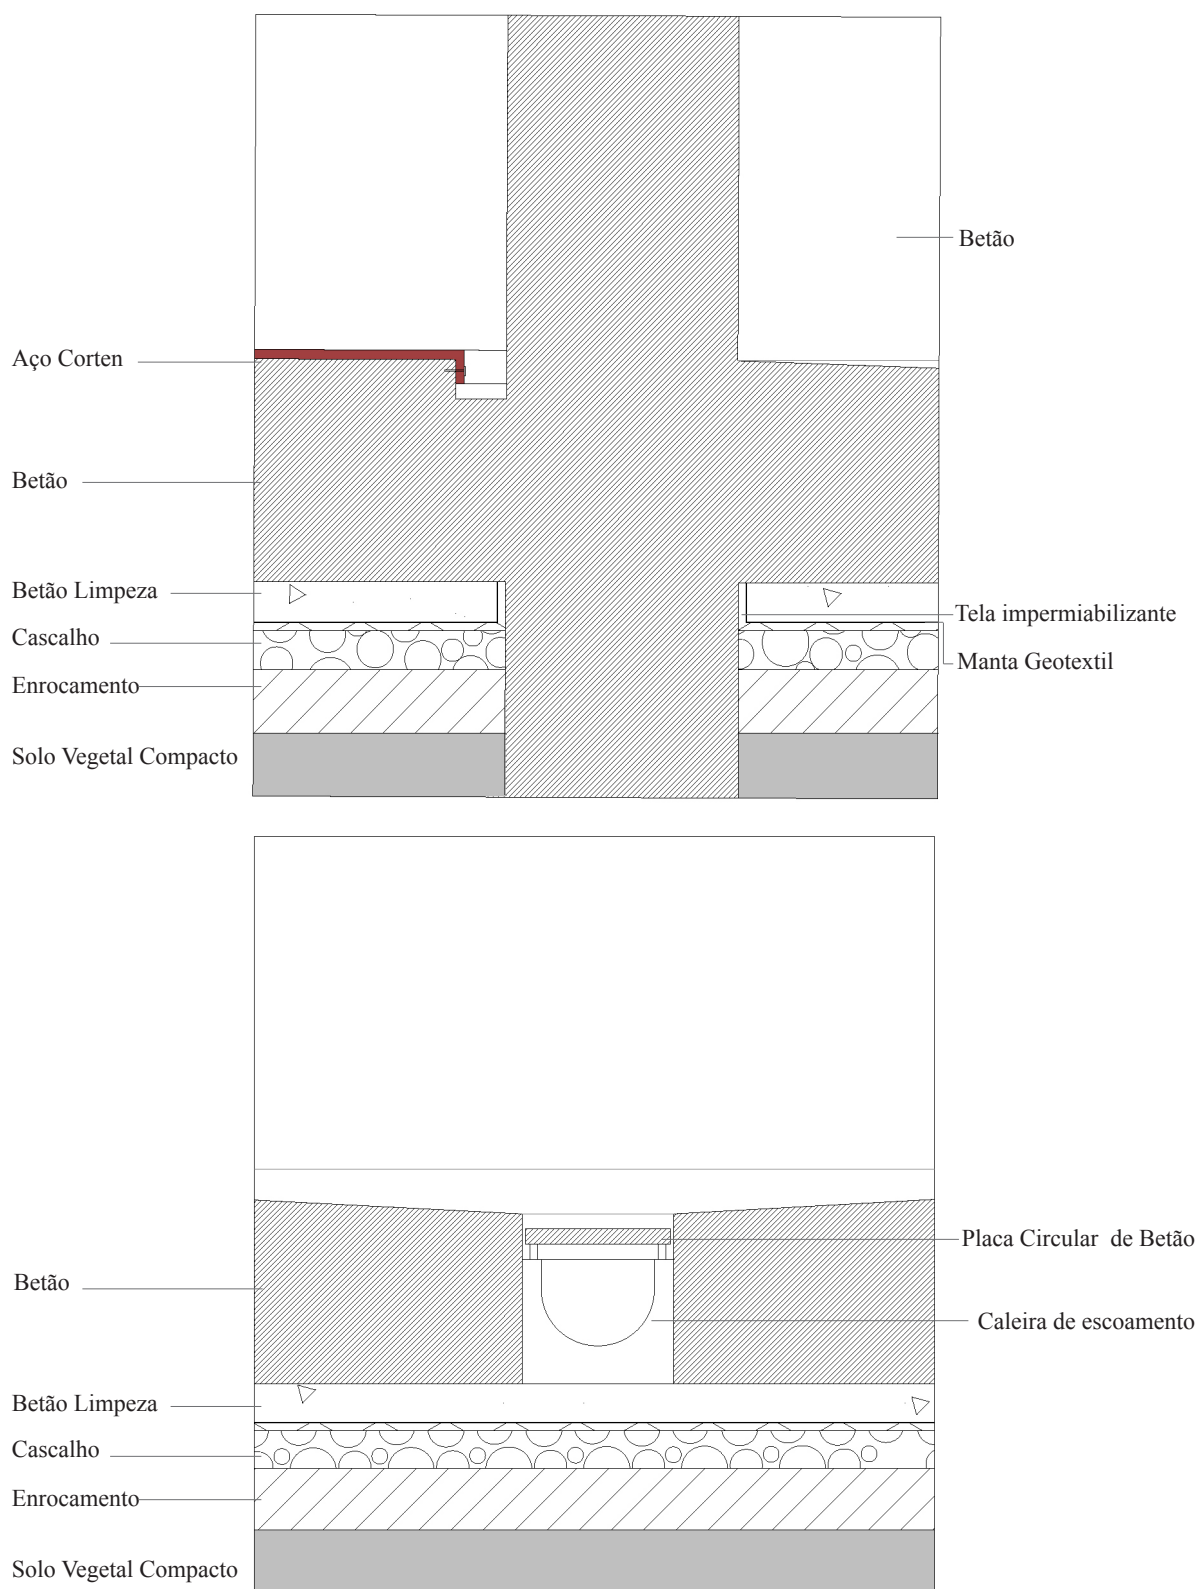 Betão
Aço Corten
Betão
Betão Limpeza
Tela impermiabilizante
Cascalho
Manta Geotextil
Enrocamento
Solo Vegetal Compacto
Placa Circular de Betão
Betão
Caleira de escoamento
Betão Limpeza
Cascalho
Enrocamento
Solo Vegetal Compacto